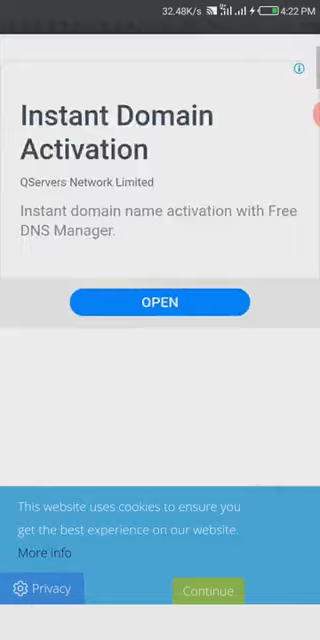 32.48K/s 4:22 PM
Instant Domain
Activation
QServers Network Limited
Instant domain name activation with Free
DNS Manager.
OPEN
This website uses cookies to ensure you
get the best experience on our website.
More info
Privacy
Continue